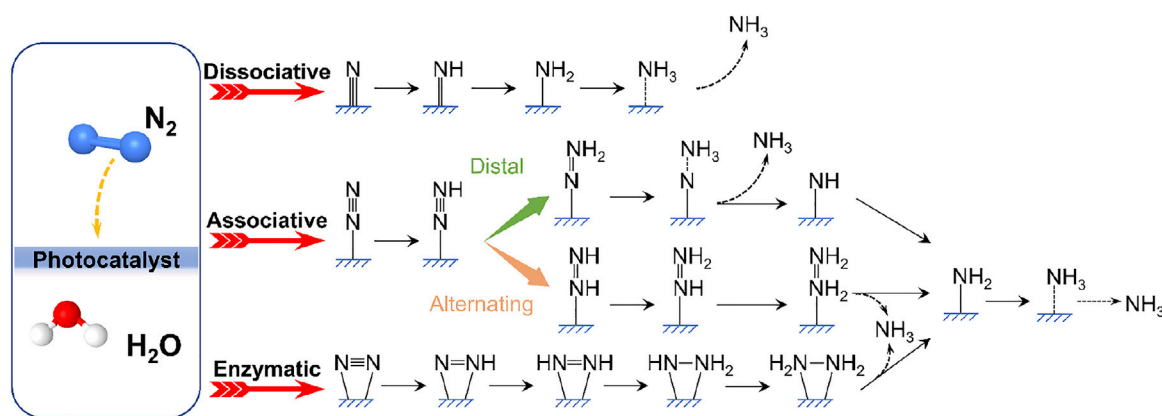 N₂
Photocatalyst
H₂O
Dissociative
N
NH
NH₂
NH₃
NH₃
Associative
N
N
NH
N
Distal
NH₂
N
NH₃
N
NH₃
NH
Alternating
NH
NH
NH₂
NH
NH₂
NH₂
NH₃
NH₂
NH₃
NH₃
Enzymatic
N≡N
N=NH
HN=NH
HN–NH₂
H₂N–NH₂